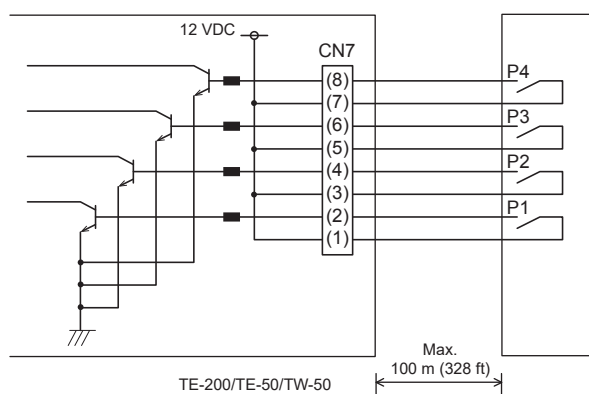 12 VDC
CN7
(8)
P4
(7)
(6)
P3
(5)
(4)
P2
(3)
(2)
P1
(1)
Max.
100 m (328 ft)
TE-200/TE-50/TW-50